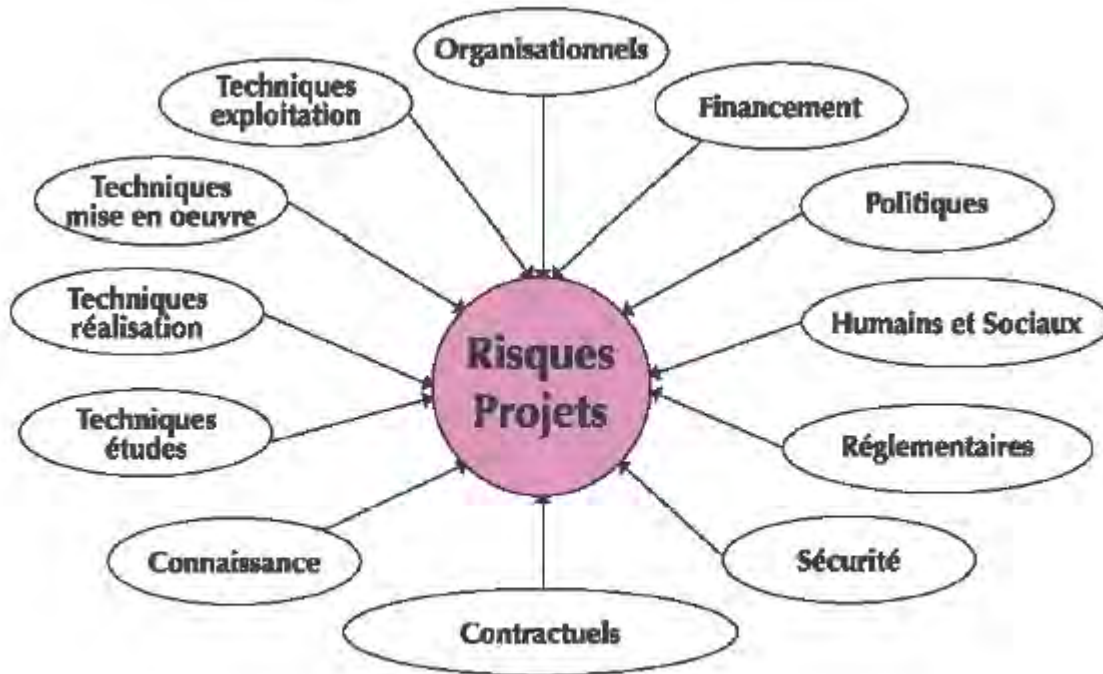 Organisationnels
Financement
Politiques
Humains et Sociaux
Réglementaires
Sécurité
Contractuels
Connaissance
Techniques
études
Techniques
réalisation
Techniques
mise en oeuvre
Techniques
exploitation
Risques
Projets